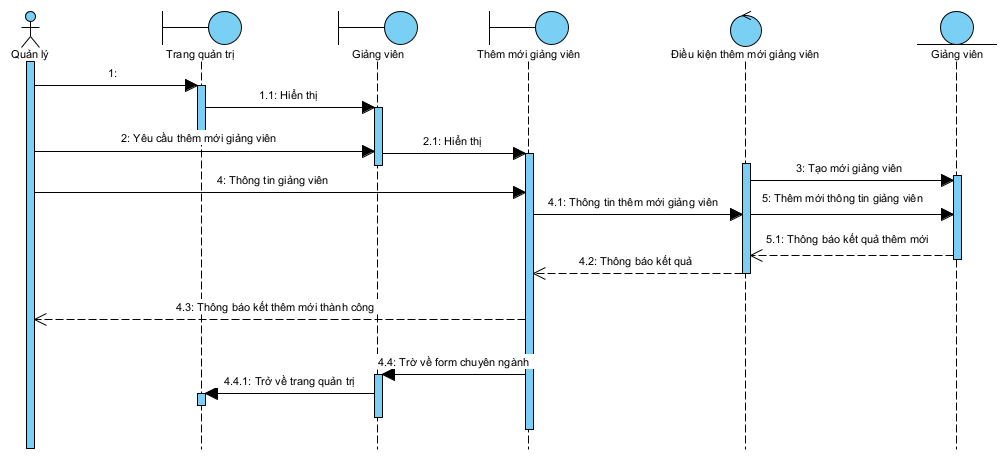 Quản lý
Trang quản trị
Giảng viên
Thêm mới giảng viên
Điều kiện thêm mới giảng viên
Giảng viên
1:
1.1: Hiển thị
2: Yêu cầu thêm mới giảng viên
2.1: Hiển thị
3: Tạo mới giảng viên
4: Thông tin giảng viên
4.1: Thông tin thêm mới giảng viên
5: Thêm mới thông tin giảng viên
5.1: Thông báo kết quả thêm mới
4.2: Thông báo kết quả
4.3: Thông báo kết thêm mới thành công
4.4: Trờ về form chuyên ngành
4.4.1: Trở về trang quản trị